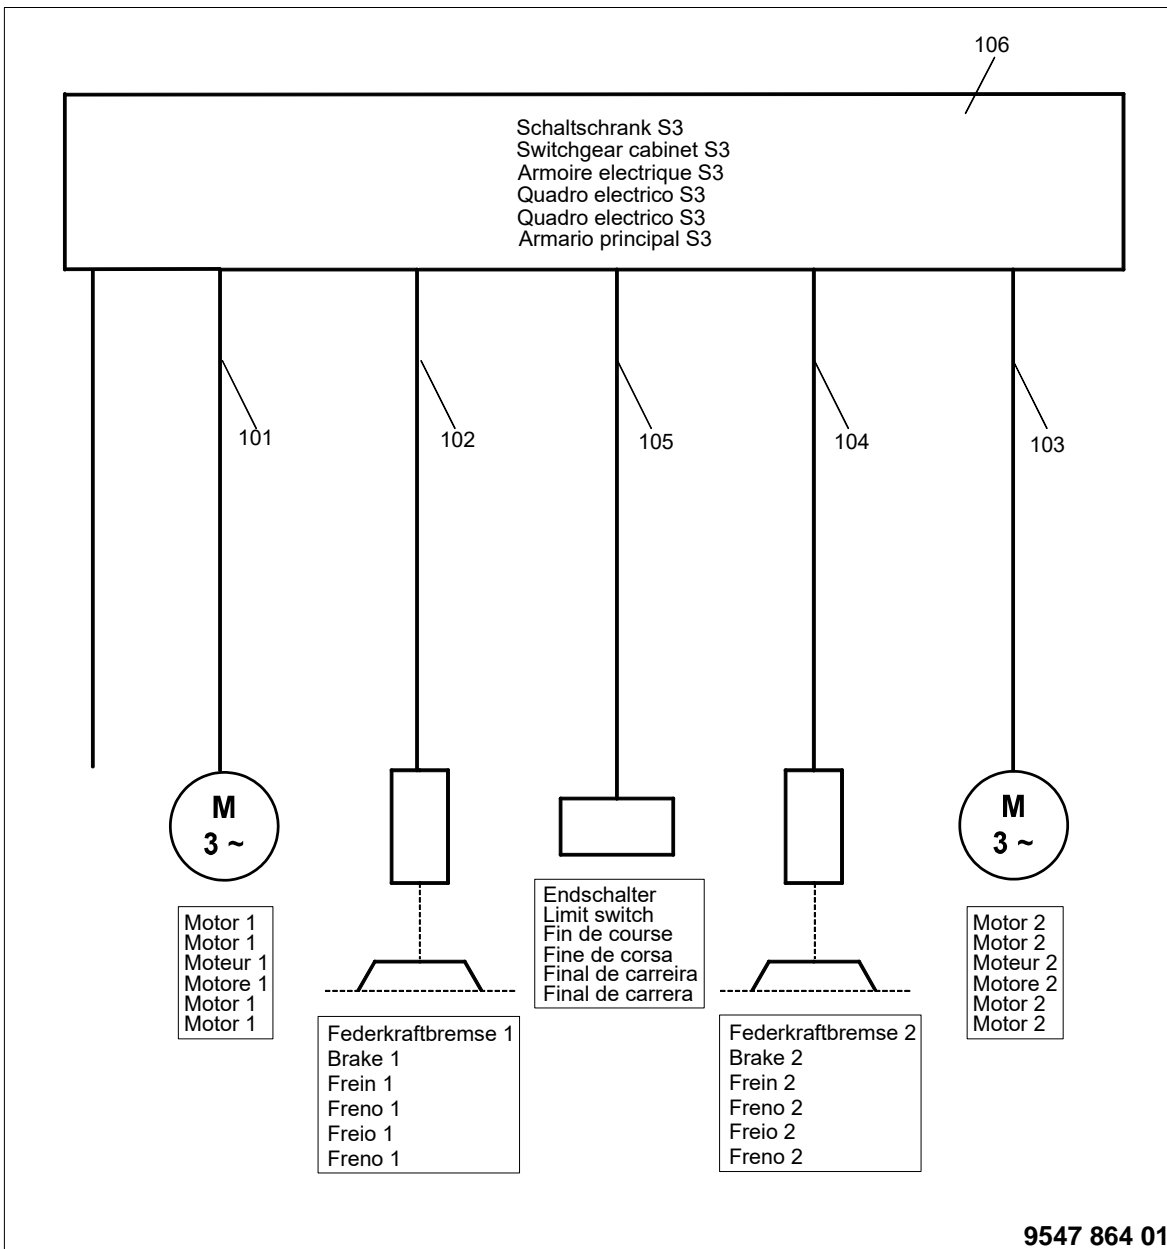 106
Schaltschrank S3
Switchgear cabinet S3
Armoire electrique S3
Quadro electrico S3
Quadro electrico S3
Armario principal S3
101
102
105
104
103
M
3 ~
M
3 ~
Motor 1
Motor 1
Moteur 1
Motore 1
Motor 1
Motor 1
Federkraftbremse 1
Brake 1
Frein 1
Freno 1
Freio 1
Freno 1
Endschalter
Limit switch
Fin de course
Fine de corsa
Final de carreira
Final de carrera
Federkraftbremse 2
Brake 2
Frein 2
Freno 2
Freio 2
Freno 2
Motor 2
Motor 2
Moteur 2
Motore 2
Motor 2
Motor 2
9547 864 01